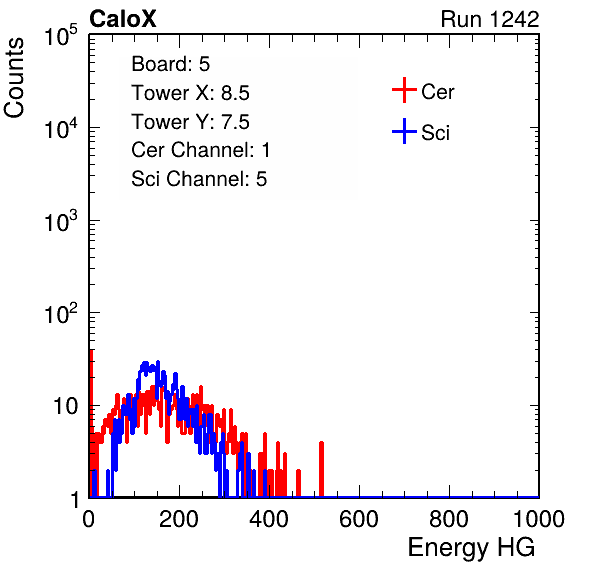 CaloX Run 1242
Counts
10^5
10^4
10^3
10^2
10
1
Board: 5
Tower X: 8.5
Tower Y: 7.5
Cer Channel: 1
Sci Channel: 5
Cer
Sci
0 200 400 600 800 1000
Energy HG